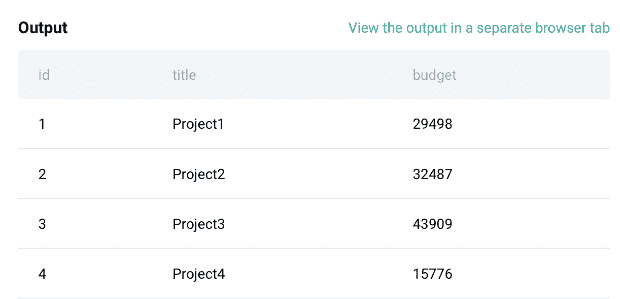 Output View the output in a separate browser tab
id title budget
1 Project1 29498
2 Project2 32487
3 Project3 43909
4 Project4 15776